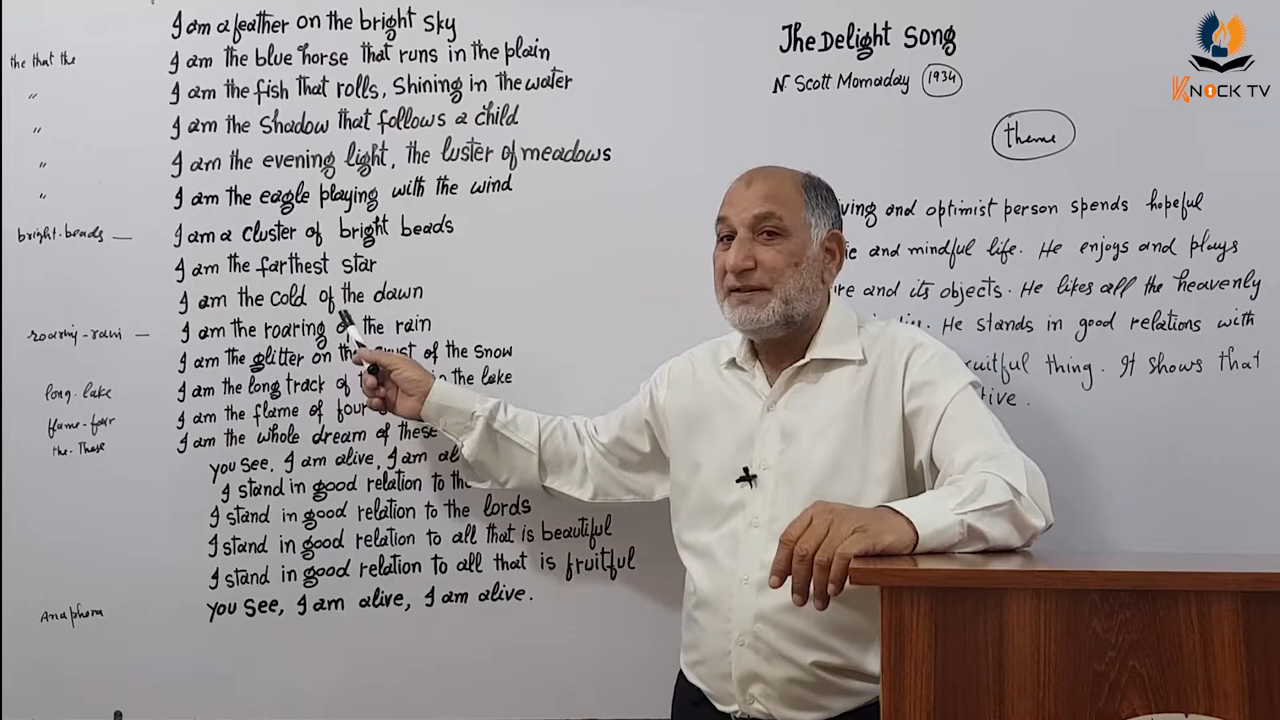 I am a feather on the bright sky
the that the I am the blue horse that runs in the plain
" I am the fish that rolls, Shining in the water
" I am the Shadow that follows a child
" I am the evening light, the luster of meadows
" I am the eagle playing with the wind
bright-beads — I am a cluster of bright beads
I am the farthest star
I am the cold of the dawn
roaring-rain — I am the roaring of the rain
I am the glitter on the crust of the snow
long-lake I am the long track of the lake
flame-four I am the flame of four
the-These I am the whole dream of these
you see, I am alive, I am al
I stand in good relation to the
I stand in good relation to the lords
I stand in good relation to all that is beautiful
I stand in good relation to all that is fruitful
Anaphora you see, I am alive, I am alive.
The Delight Song
N. Scott Momaday 1934
theme
ving and optimist person spends hopeful
ic and mindful life. He enjoys and plays
re and its objects. He likes all the heavenly
He stands in good relations with
ruitful thing. It shows that
tive.
KNOCK TV